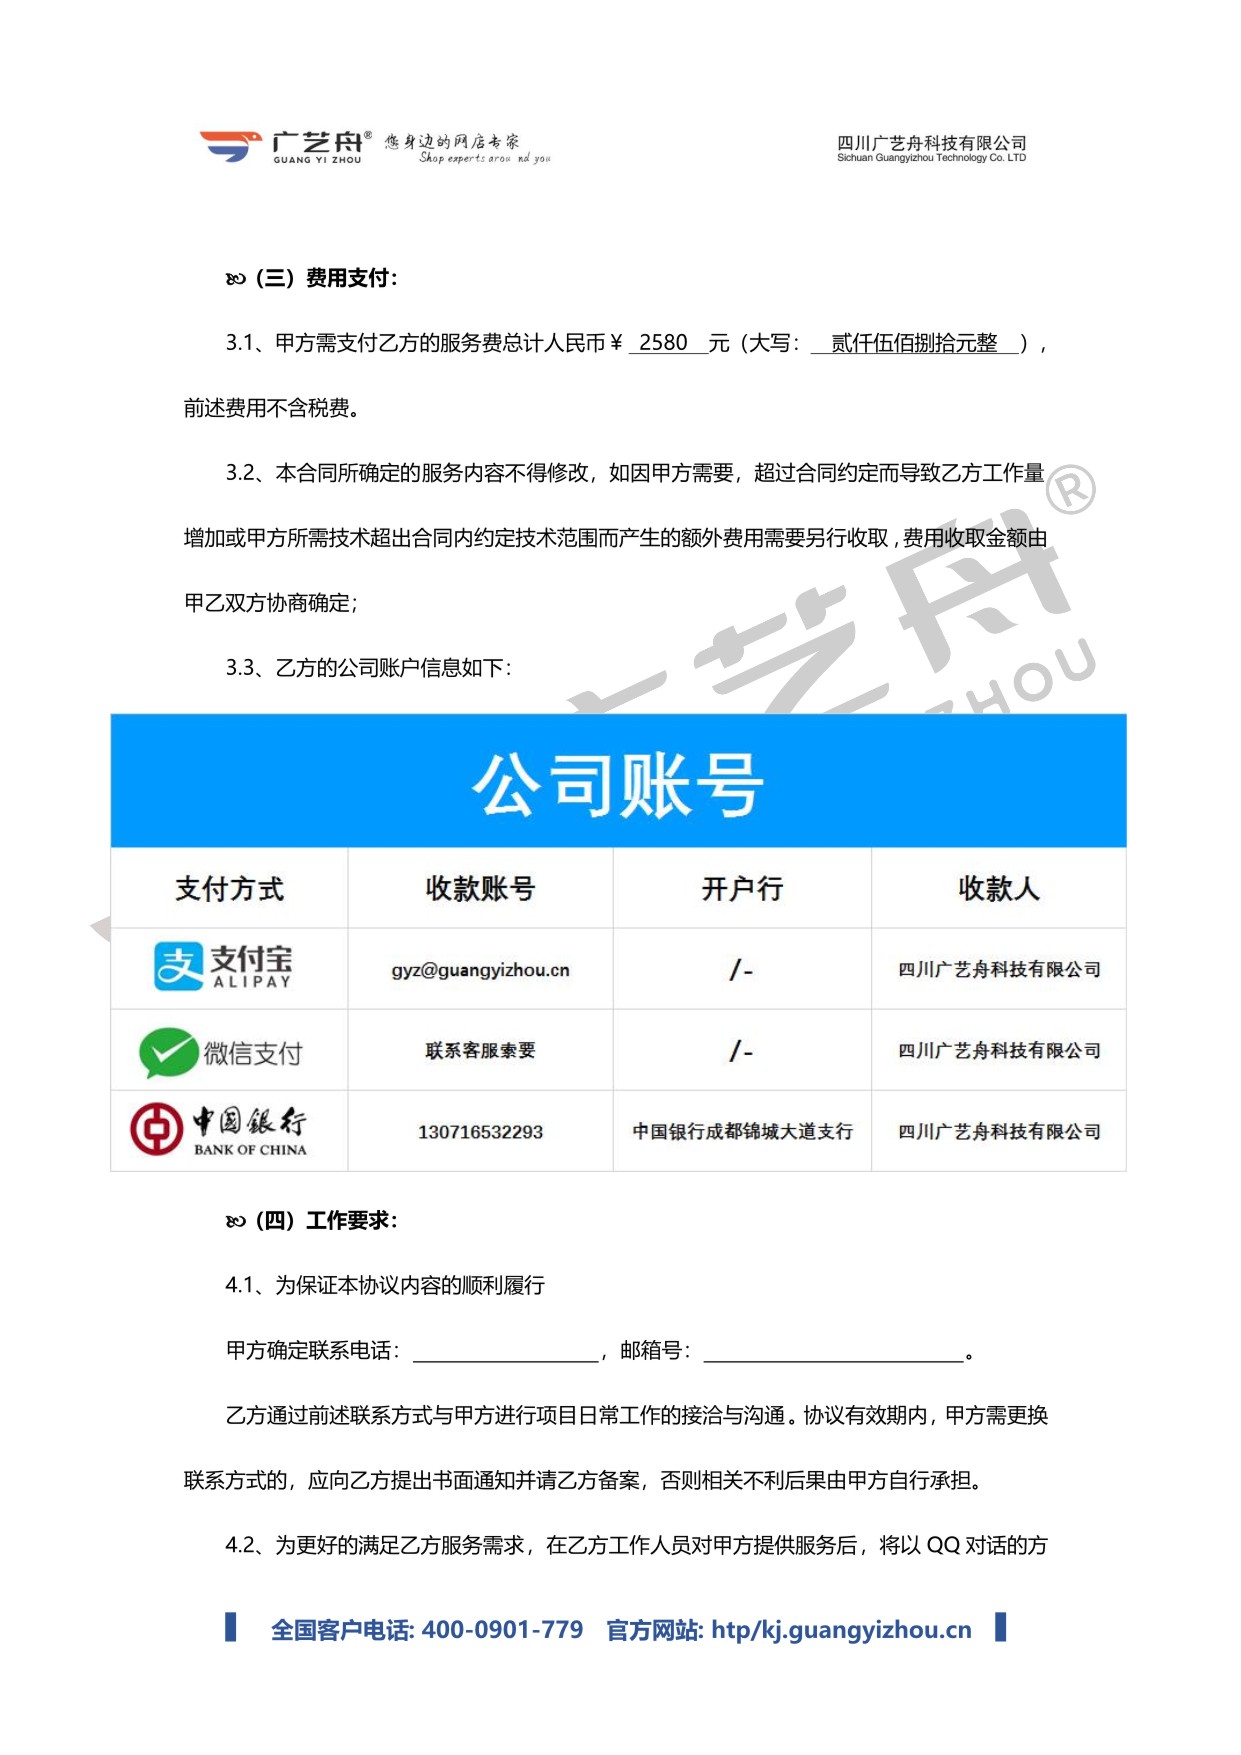 广艺舟® 您身边的网店专家
GUANG YI ZHOU Shop experts arou nd you
四川广艺舟科技有限公司
Sichuan Guangyizhou Technology Co. LTD
（三）费用支付：
3.1、甲方需支付乙方的服务费总计人民币￥ 2580 元（大写： 贰仟伍佰捌拾元整 ），
前述费用不含税费。
3.2、本合同所确定的服务内容不得修改，如因甲方需要，超过合同约定而导致乙方工作量
增加或甲方所需技术超出合同内约定技术范围而产生的额外费用需要另行收取，费用收取金额由
甲乙双方协商确定；
3.3、乙方的公司账户信息如下：
广艺舟®
ZHOU
公司账号
支付方式 收款账号 开户行 收款人
支付宝 ALIPAY gyz@guangyizhou.cn /- 四川广艺舟科技有限公司
微信支付 联系客服索要 /- 四川广艺舟科技有限公司
中国银行 BANK OF CHINA 130716532293 中国银行成都锦城大道支行 四川广艺舟科技有限公司
（四）工作要求：
4.1、为保证本协议内容的顺利履行
甲方确定联系电话：__________________，邮箱号：_________________________。
乙方通过前述联系方式与甲方进行项目日常工作的接洽与沟通。协议有效期内，甲方需更换
联系方式的，应向乙方提出书面通知并请乙方备案，否则相关不利后果由甲方自行承担。
4.2、为更好的满足乙方服务需求，在乙方工作人员对甲方提供服务后，将以 QQ 对话的方
全国客户电话: 400-0901-779 官方网站: htp/kj.guangyizhou.cn